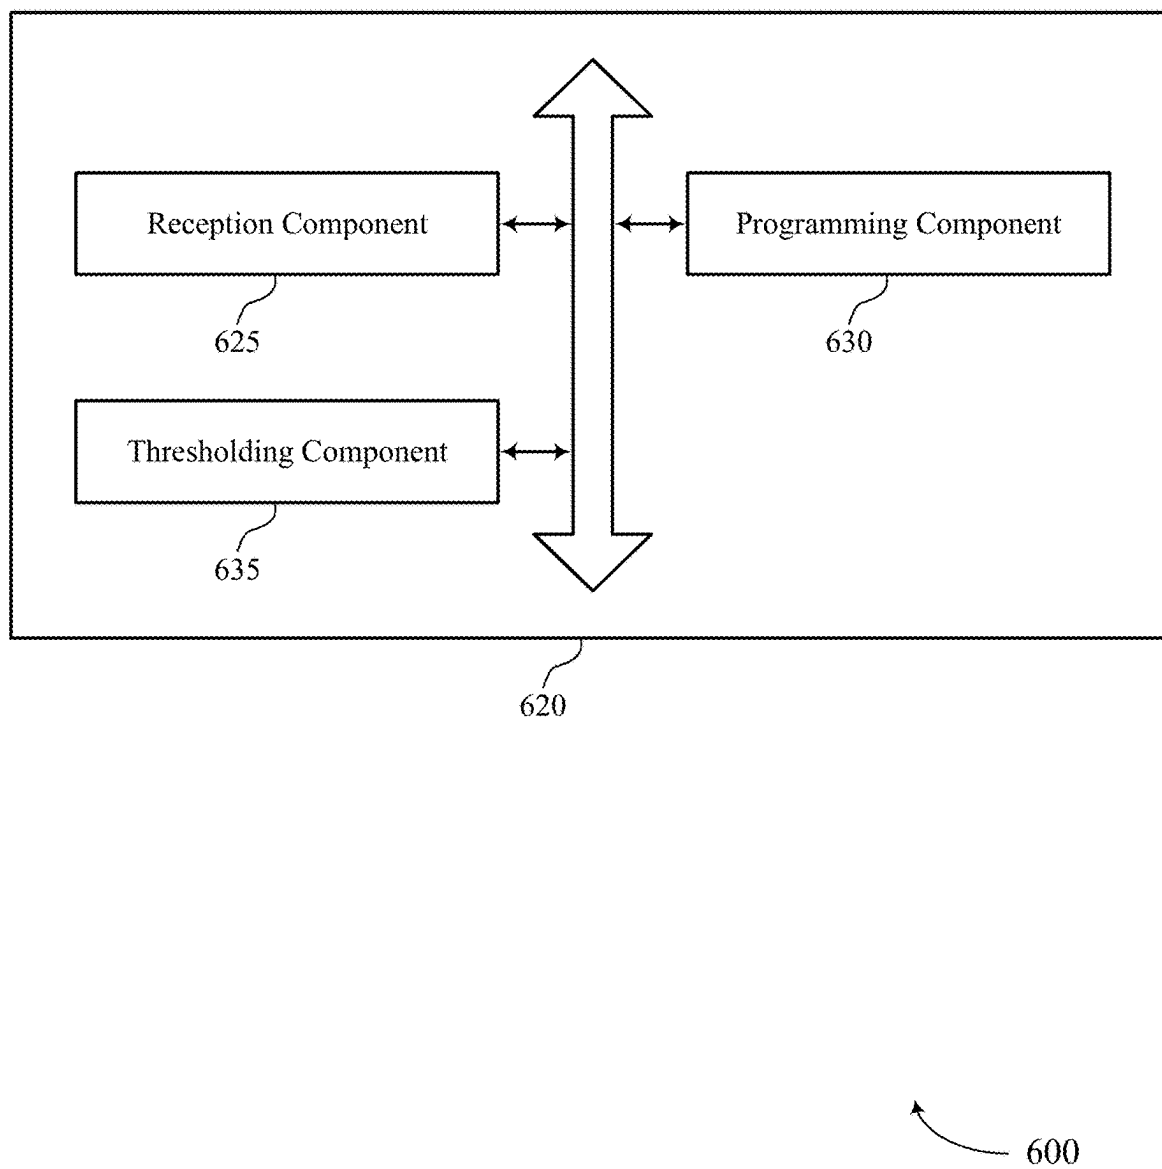 Reception Component
Programming Component
625
630
Thresholding Component
635
620
600